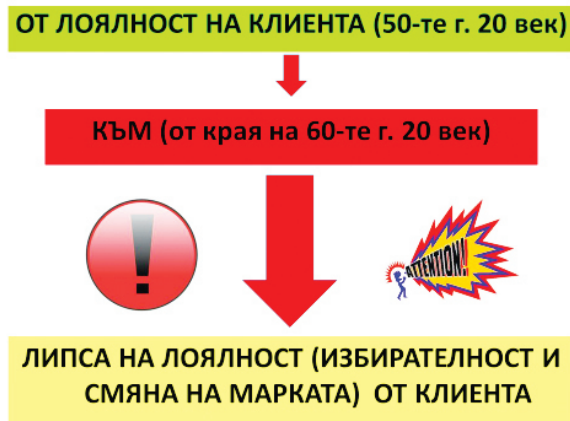 ОТ ЛОЯЛНОСТ НА КЛИЕНТА (50-те г. 20 век)
КЪМ (от края на 60-те г. 20 век)
!
ATTENTION!
ЛИПСА НА ЛОЯЛНОСТ (ИЗБИРАТЕЛНОСТ И
СМЯНА НА МАРКАТА) ОТ КЛИЕНТА